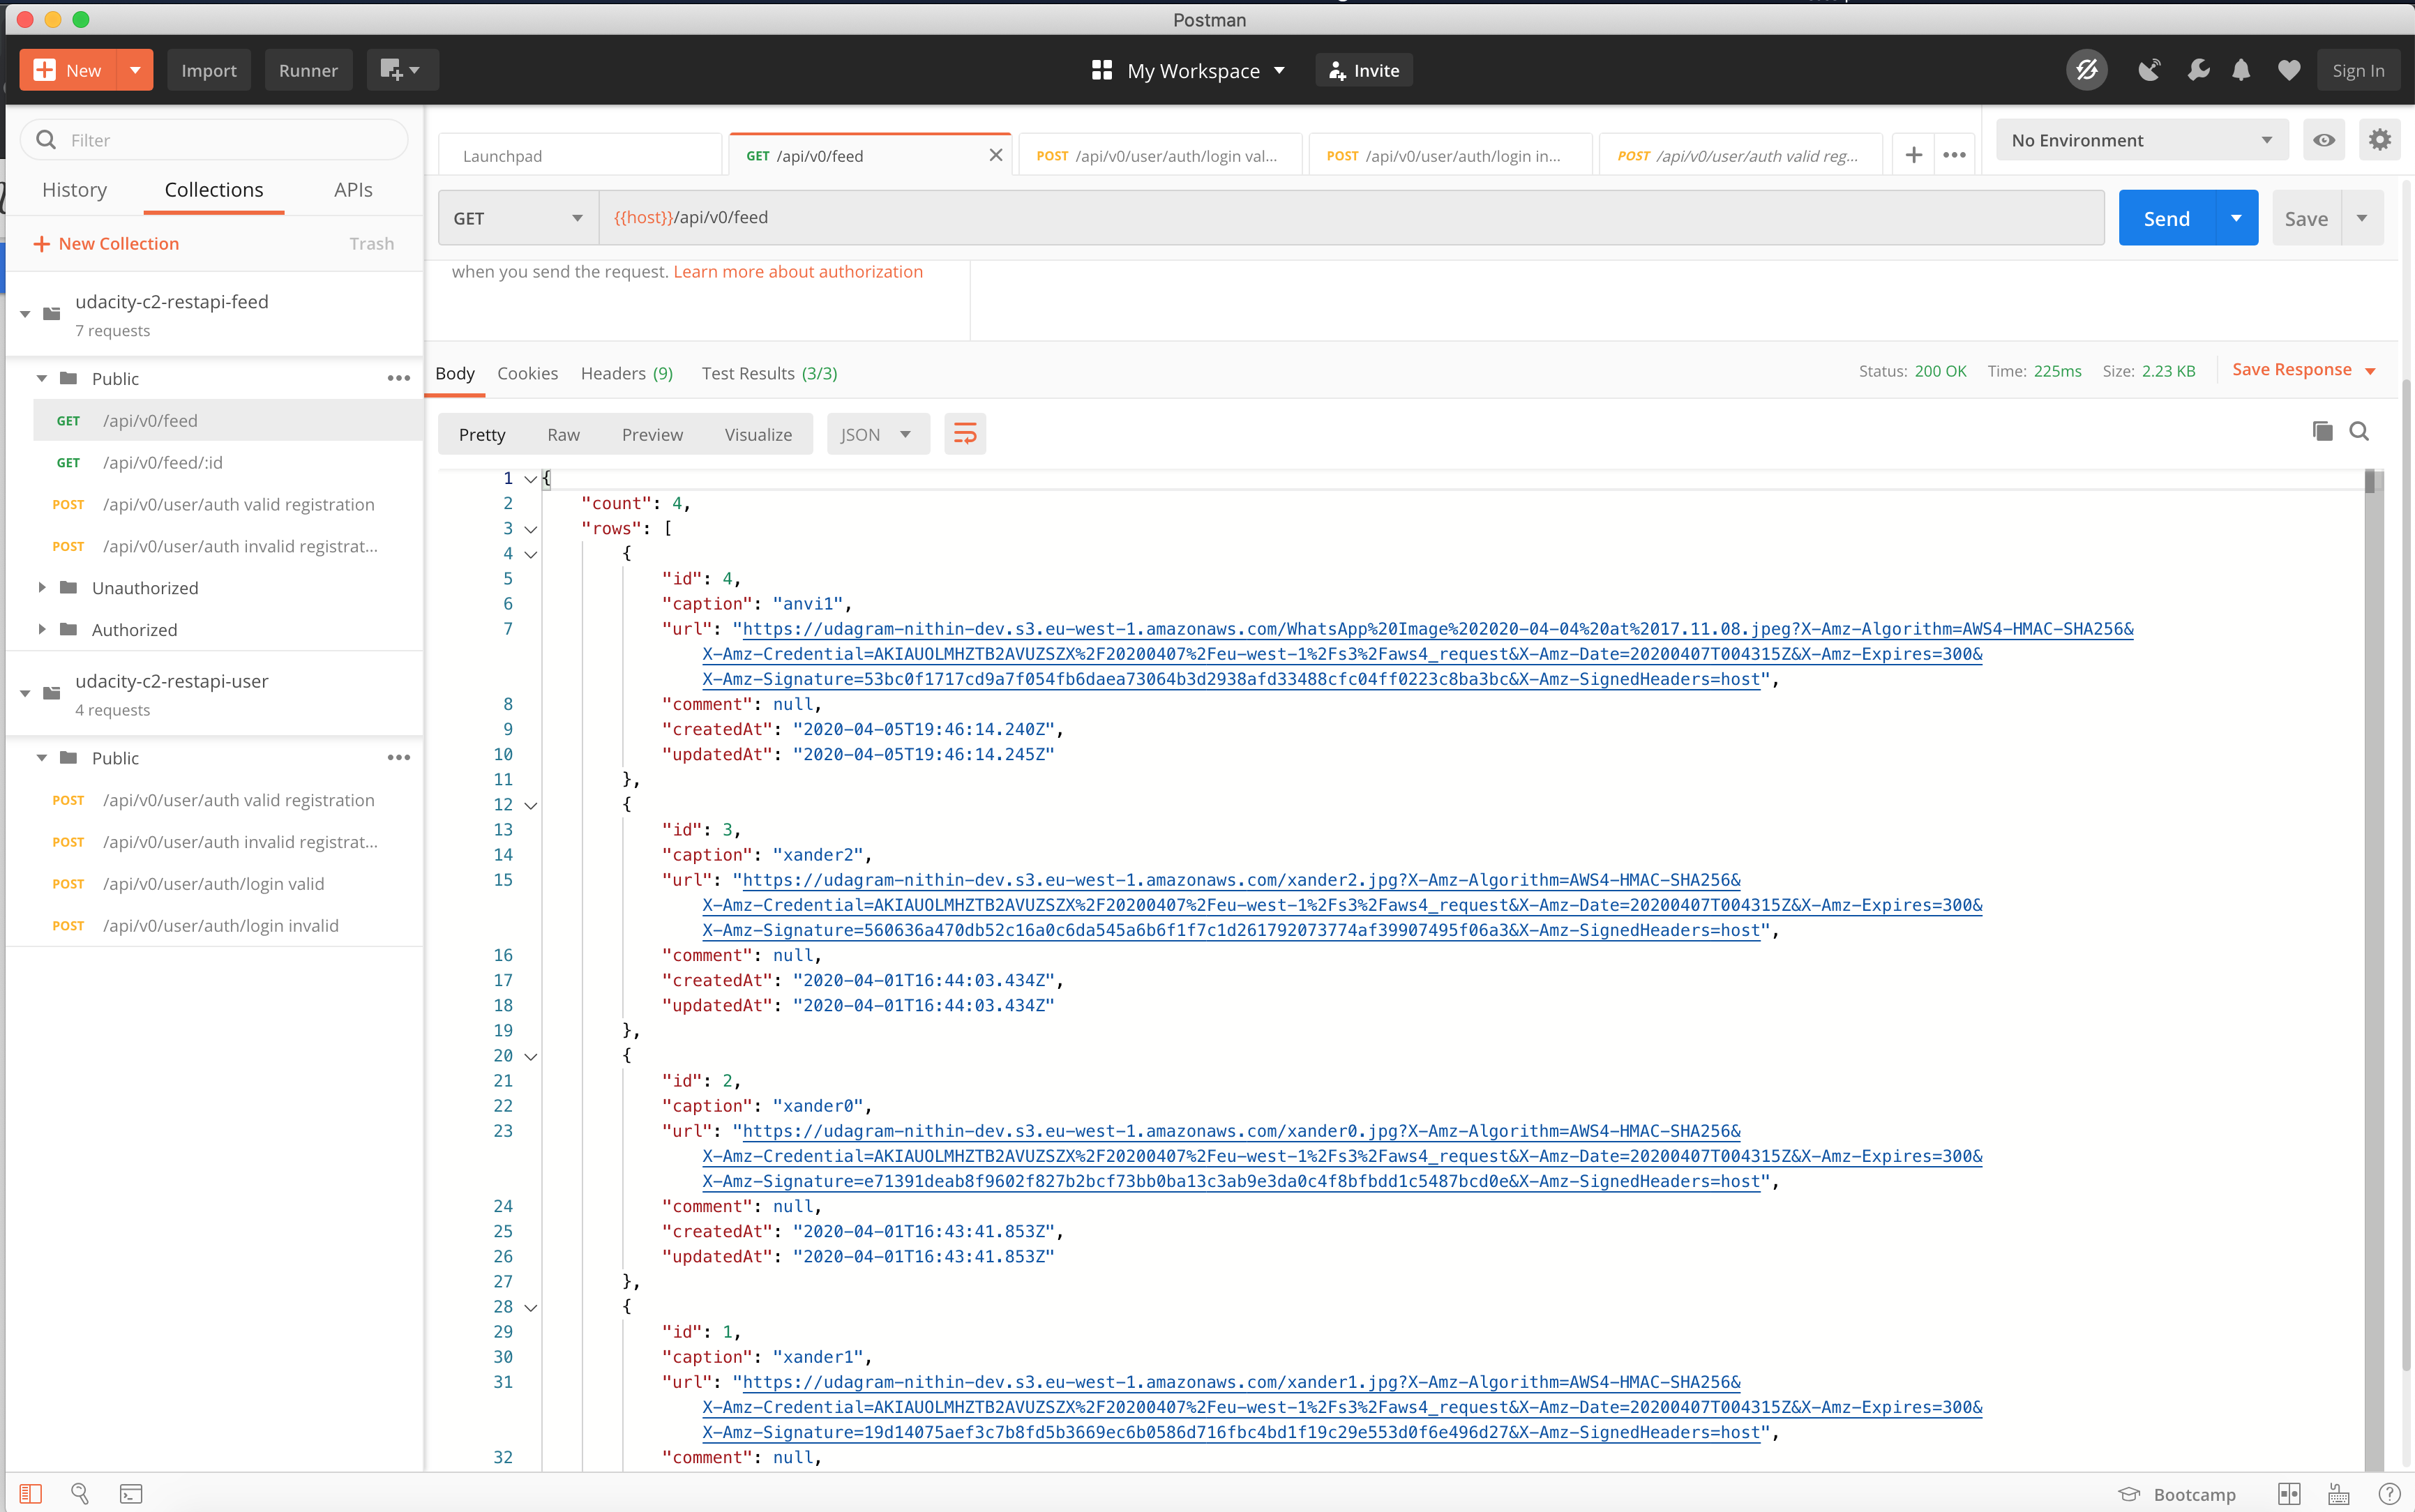 Postman
New
Import
Runner
My Workspace
Invite
Sign In
Filter
History
Collections
APIs
New Collection
Trash
udacity-c2-restapi-feed
7 requests
Public
GET /api/v0/feed
GET /api/v0/feed/:id
POST /api/v0/user/auth valid registration
POST /api/v0/user/auth invalid registrat...
Unauthorized
Authorized
udacity-c2-restapi-user
4 requests
Public
POST /api/v0/user/auth valid registration
POST /api/v0/user/auth invalid registrat...
POST /api/v0/user/auth/login valid
POST /api/v0/user/auth/login invalid
Launchpad
GET /api/v0/feed
POST /api/v0/user/auth/login val...
POST /api/v0/user/auth/login in...
POST /api/v0/user/auth valid reg...
No Environment
GET
{{host}}/api/v0/feed
Send
Save
when you send the request. Learn more about authorization
Body
Cookies
Headers (9)
Test Results (3/3)
Status: 200 OK
Time: 225ms
Size: 2.23 KB
Save Response
Pretty
Raw
Preview
Visualize
JSON
1 {
2 "count": 4,
3 "rows": [
4 {
5 "id": 4,
6 "caption": "anvi1",
7 "url": "https://udagram-nithin-dev.s3.eu-west-1.amazonaws.com/WhatsApp%20Image%202020-04-04%20at%2017.11.08.jpeg?X-Amz-Algorithm=AWS4-HMAC-SHA256&
X-Amz-Credential=AKIAUOLMHZTB2AVUZSZX%2F20200407%2Feu-west-1%2Fs3%2Faws4_request&X-Amz-Date=20200407T004315Z&X-Amz-Expires=300&
X-Amz-Signature=53bc0f1717cd9a7f054fb6daea73064b3d2938afd33488cfc04ff0223c8ba3bc&X-Amz-SignedHeaders=host",
8 "comment": null,
9 "createdAt": "2020-04-05T19:46:14.240Z",
10 "updatedAt": "2020-04-05T19:46:14.245Z"
11 },
12 {
13 "id": 3,
14 "caption": "xander2",
15 "url": "https://udagram-nithin-dev.s3.eu-west-1.amazonaws.com/xander2.jpg?X-Amz-Algorithm=AWS4-HMAC-SHA256&
X-Amz-Credential=AKIAUOLMHZTB2AVUZSZX%2F20200407%2Feu-west-1%2Fs3%2Faws4_request&X-Amz-Date=20200407T004315Z&X-Amz-Expires=300&
X-Amz-Signature=560636a470db52c16a0c6da545a6b6f1f7c1d261792073774af39907495f06a3&X-Amz-SignedHeaders=host",
16 "comment": null,
17 "createdAt": "2020-04-01T16:44:03.434Z",
18 "updatedAt": "2020-04-01T16:44:03.434Z"
19 },
20 {
21 "id": 2,
22 "caption": "xander0",
23 "url": "https://udagram-nithin-dev.s3.eu-west-1.amazonaws.com/xander0.jpg?X-Amz-Algorithm=AWS4-HMAC-SHA256&
X-Amz-Credential=AKIAUOLMHZTB2AVUZSZX%2F20200407%2Feu-west-1%2Fs3%2Faws4_request&X-Amz-Date=20200407T004315Z&X-Amz-Expires=300&
X-Amz-Signature=e71391deab8f9602f827b2bcf73bb0ba13c3ab9e3da0c4f8bfbdd1c5487bcd0e&X-Amz-SignedHeaders=host",
24 "comment": null,
25 "createdAt": "2020-04-01T16:43:41.853Z",
26 "updatedAt": "2020-04-01T16:43:41.853Z"
27 },
28 {
29 "id": 1,
30 "caption": "xander1",
31 "url": "https://udagram-nithin-dev.s3.eu-west-1.amazonaws.com/xander1.jpg?X-Amz-Algorithm=AWS4-HMAC-SHA256&
X-Amz-Credential=AKIAUOLMHZTB2AVUZSZX%2F20200407%2Feu-west-1%2Fs3%2Faws4_request&X-Amz-Date=20200407T004315Z&X-Amz-Expires=300&
X-Amz-Signature=19d14075aef3c7b8fd5b3669ec6b0586d716fbc4bd1f19c29e553d0f6e496d27&X-Amz-SignedHeaders=host",
32 "comment": null,
Bootcamp